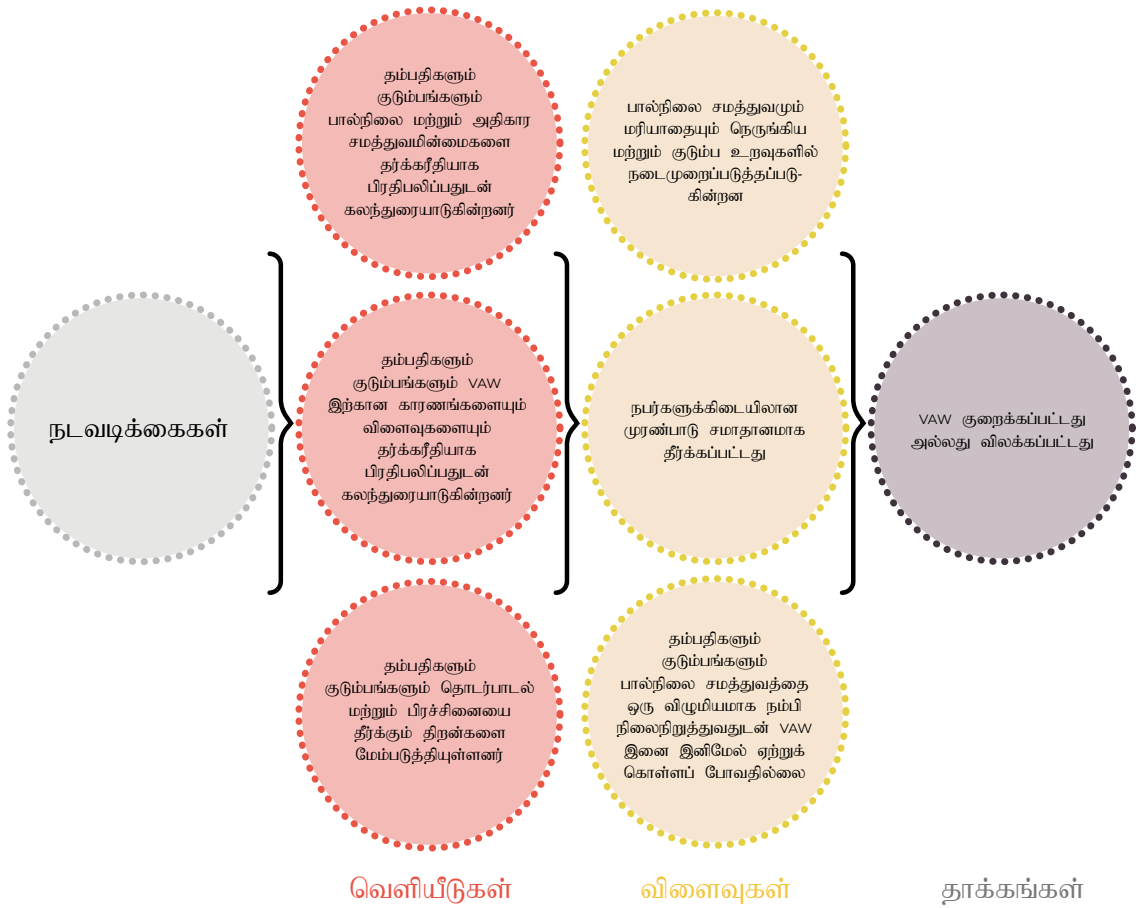 நடவடிக்கைகள்
தம்பதிகளும்
குடும்பங்களும்
பால்நிலை மற்றும் அதிகார
சமத்துவமின்மைகளை
தர்க்கரீதியாக
பிரதிபலிப்பதுடன்
கலந்துரையாடுகின்றனர்
தம்பதிகளும்
குடும்பங்களும் VAW
இற்கான காரணங்களையும்
விளைவுகளையும்
தர்க்கரீதியாக
பிரதிபலிப்பதுடன்
கலந்துரையாடுகின்றனர்
தம்பதிகளும்
குடும்பங்களும் தொடர்பாடல்
மற்றும் பிரச்சினையை
தீர்க்கும் திறன்களை
மேம்படுத்தியுள்ளனர்
பால்நிலை சமத்துவமும்
மரியாதையும் நெருங்கிய
மற்றும் குடும்ப உறவுகளில்
நடைமுறைப்படுத்தப்படு-
கின்றன
நபர்களுக்கிடையிலான
முரண்பாடு சமாதானமாக
தீர்க்கப்பட்டது
தம்பதிகளும்
குடும்பங்களும்
பால்நிலை சமத்துவத்தை
ஒரு விழுமியமாக நம்பி
நிலைநிறுத்துவதுடன் VAW
இனை இனிமேல் ஏற்றுக்
கொள்ளப் போவதில்லை
VAW குறைக்கப்பட்டது
அல்லது விலக்கப்பட்டது
வெளியீடுகள்
விளைவுகள்
தாக்கங்கள்